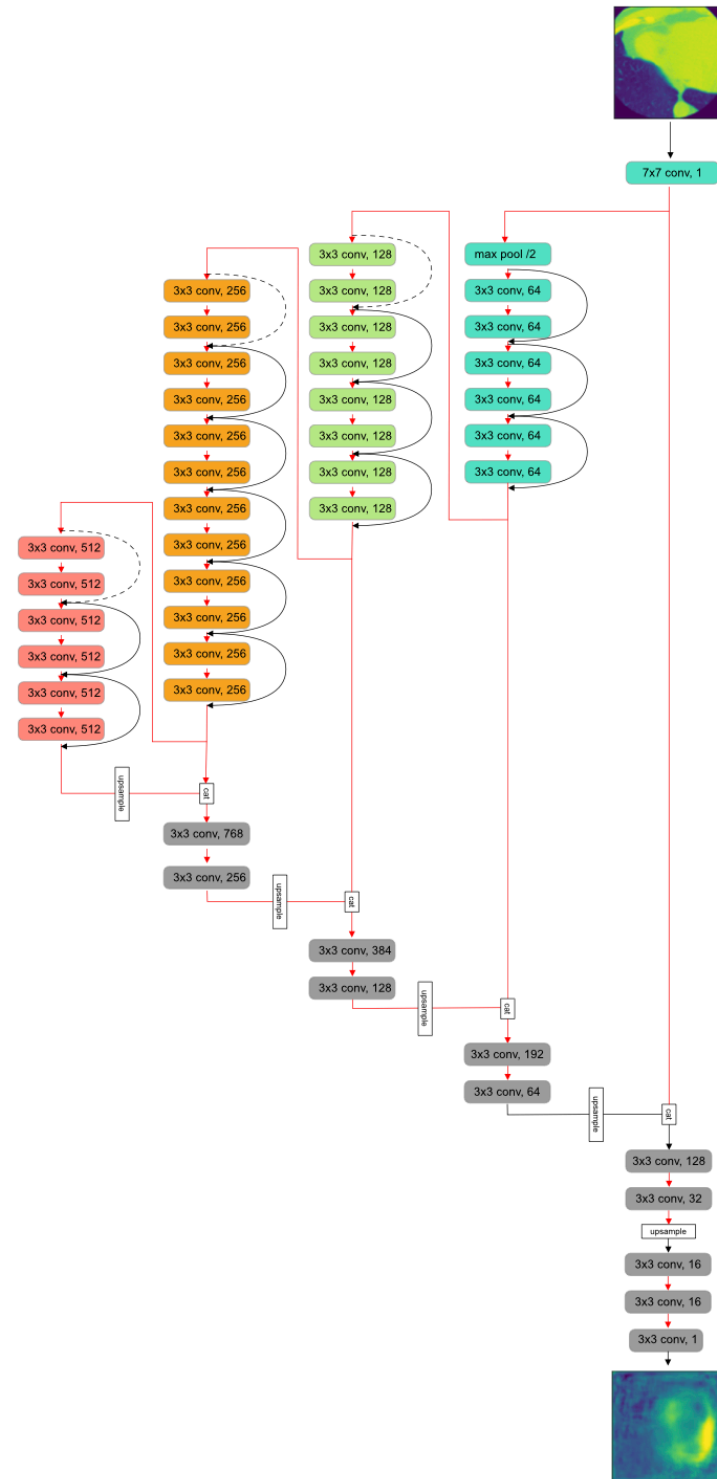 7x7 conv, 1
max pool /2
3x3 conv, 64
3x3 conv, 64
3x3 conv, 64
3x3 conv, 64
3x3 conv, 64
3x3 conv, 64
3x3 conv, 128
3x3 conv, 128
3x3 conv, 128
3x3 conv, 128
3x3 conv, 128
3x3 conv, 128
3x3 conv, 128
3x3 conv, 128
3x3 conv, 256
3x3 conv, 256
3x3 conv, 256
3x3 conv, 256
3x3 conv, 256
3x3 conv, 256
3x3 conv, 256
3x3 conv, 256
3x3 conv, 256
3x3 conv, 256
3x3 conv, 256
3x3 conv, 256
3x3 conv, 512
3x3 conv, 512
3x3 conv, 512
3x3 conv, 512
3x3 conv, 512
3x3 conv, 512
upsample
cat
3x3 conv, 768
3x3 conv, 256
upsample
cat
3x3 conv, 384
3x3 conv, 128
upsample
cat
3x3 conv, 192
3x3 conv, 64
upsample
cat
3x3 conv, 128
3x3 conv, 32
upsample
3x3 conv, 16
3x3 conv, 16
3x3 conv, 1